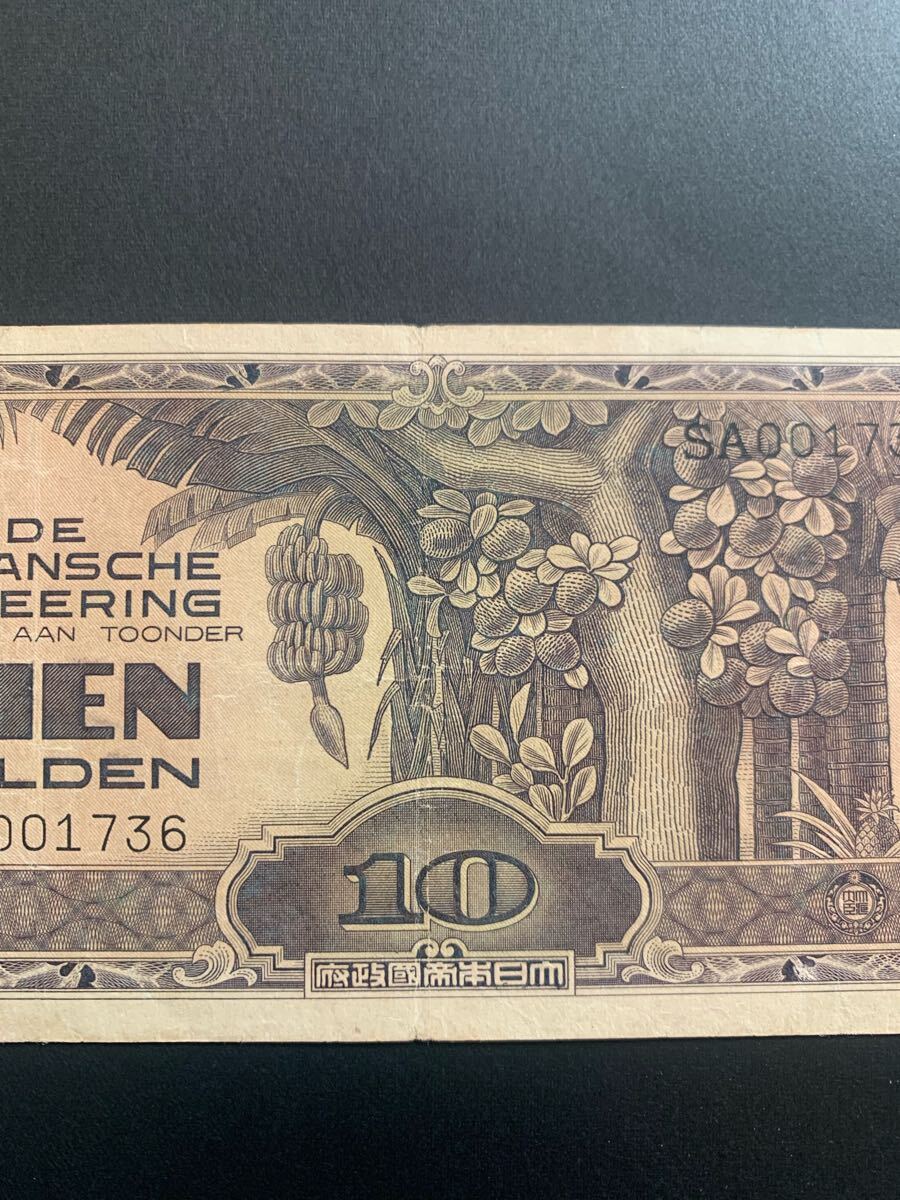 SA00173
DE
ANSCHE
EERING
AAN TOONDER
IEN
LDEN
001736
10
府政國帝本日大